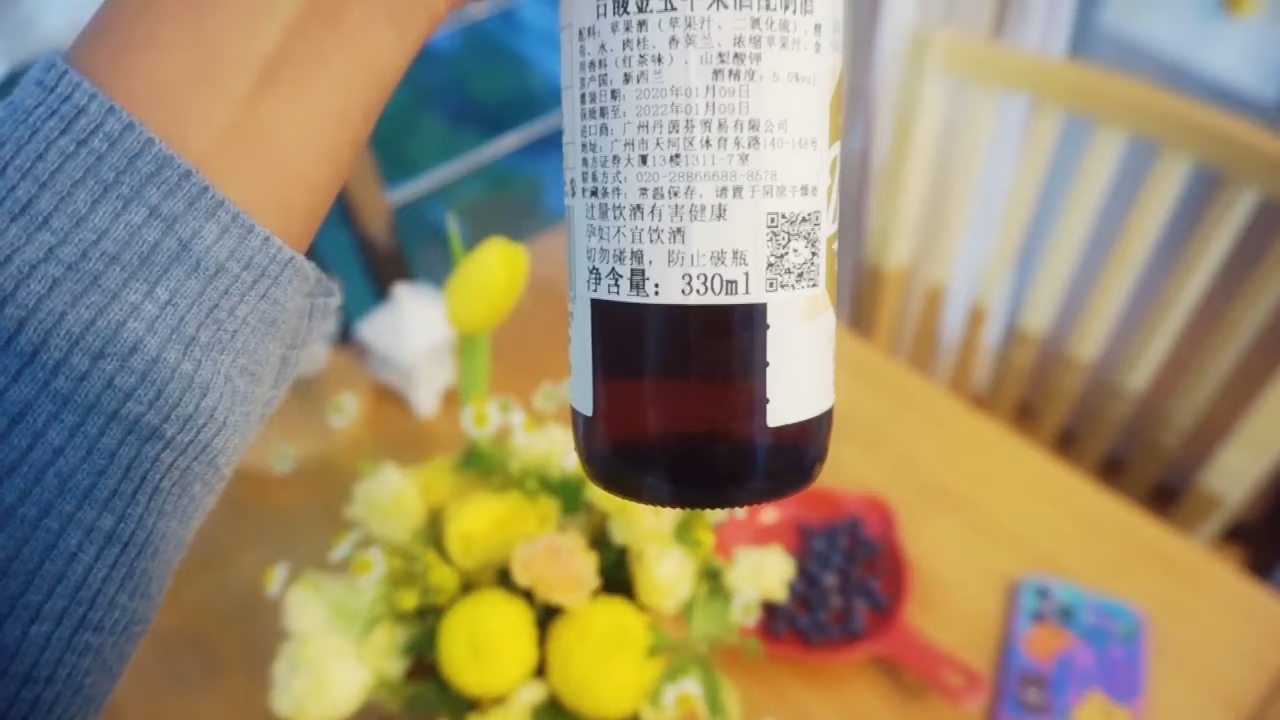 配料：苹果酒（苹果汁、二氧化硫），
水、肉桂、香荚兰、浓缩苹果汁、食
用香料（红茶味）、山梨酸钾
原产国：新西兰 酒精度：5.0%vol
灌装日期：2020年01月09日
保质期至：2022年01月09日
进口商：广州丹茵芬贸易有限公司
地址：广州市天河区体育东路140-148号
南方证券大厦13楼1311-7室
联系方式：020-28866688-8578
贮藏条件：常温保存，请置于阴凉干燥处
过量饮酒有害健康
孕妇不宜饮酒
切勿碰撞，防止破瓶
净含量：330ml